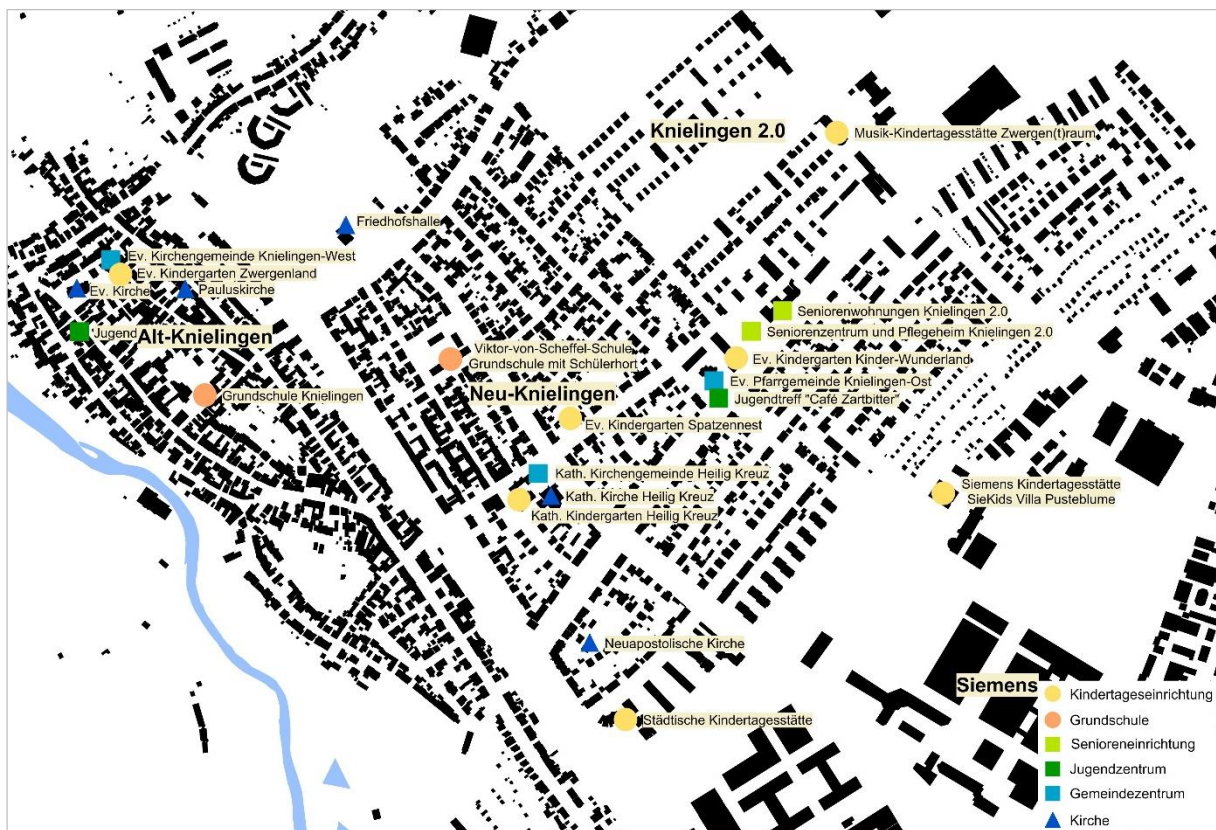 Knielingen 2.0
Musik-Kindertagesstätte Zwergen(t)raum
Friedhofshalle
Ev. Kirchengemeinde Knielingen-West
Ev. Kindergarten Zwergenland
Ev. Kirche
Pauluskirche
Jugend
Alt-Knielingen
Seniorenwohnungen Knielingen 2.0
Seniorenzentrum und Pflegeheim Knielingen 2.0
Viktor-von-Scheffel-Schule
Grundschule mit Schülerhort
Ev. Kindergarten Kinder-Wunderland
Ev. Pfarrgemeinde Knielingen-Ost
Jugendtreff "Café Zartbitter"
Grundschule Knielingen
Neu-Knielingen
Ev. Kindergarten Spatzennest
Kath. Kirchengemeinde Heilig Kreuz
Kath. Kirche Heilig Kreuz
Kath. Kindergarten Heilig Kreuz
Siemens Kindertagesstätte
SieKids Villa Pusteblume
Neuapostolische Kirche
Städtische Kindertagesstätte
Siemens
Kindertageseinrichtung
Grundschule
Senioreneinrichtung
Jugendzentrum
Gemeindezentrum
Kirche